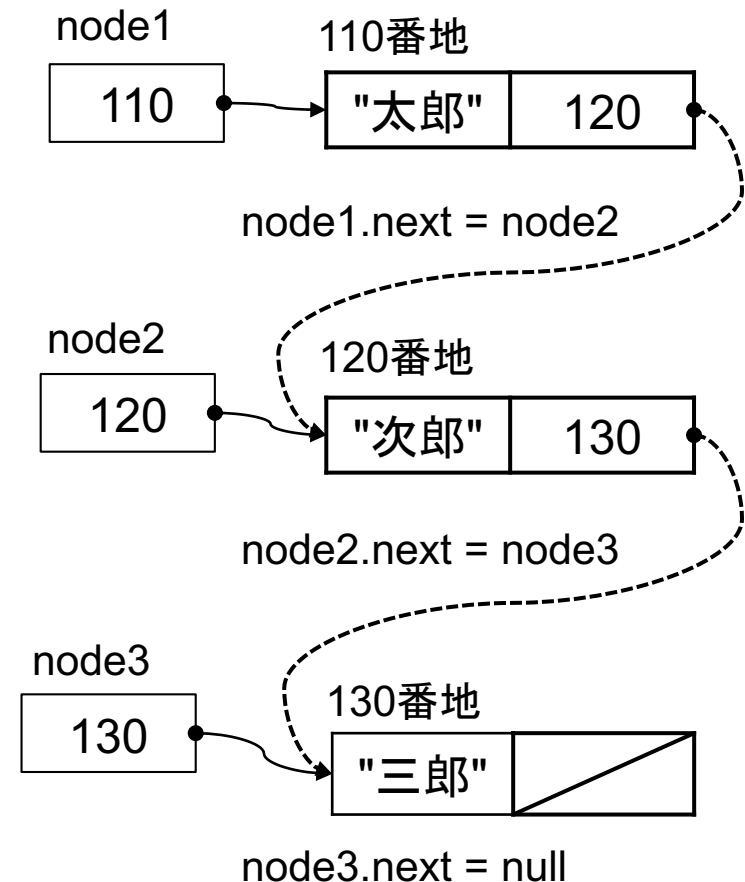 node1
110番地
110
"太郎"
120
node1.next = node2
node2
120番地
120
"次郎"
130
node2.next = node3
node3
130番地
130
"三郎"
node3.next = null